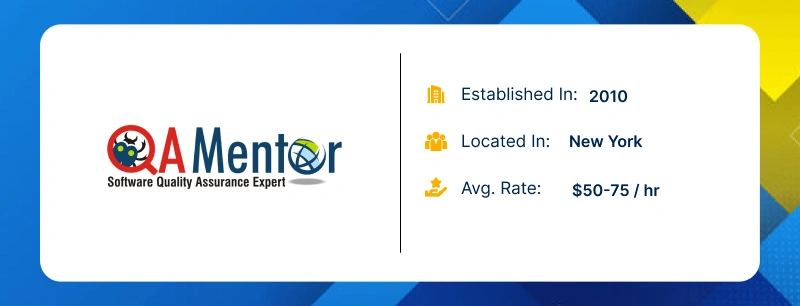 QA Mentor
Software Quality Assurance Expert
Established In: 2010
Located In: New York
Avg. Rate: $50-75 / hr